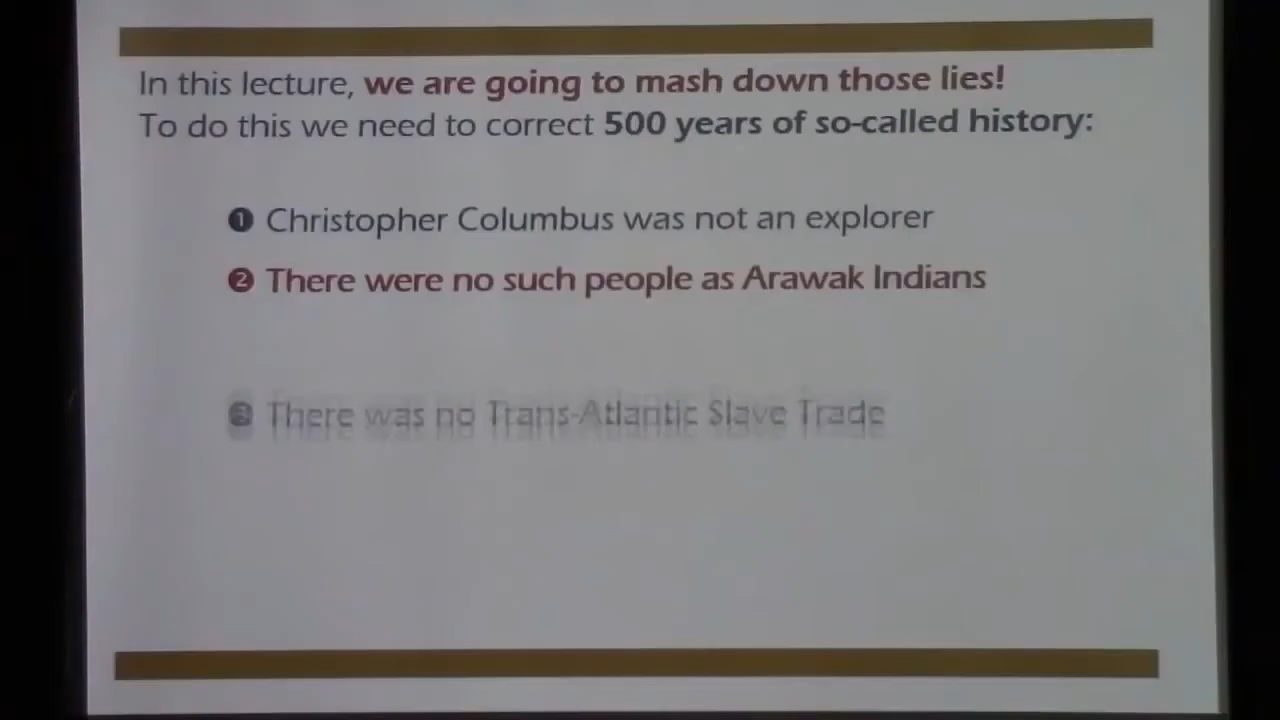 In this lecture, we are going to mash down those lies!
To do this we need to correct 500 years of so-called history:
❶ Christopher Columbus was not an explorer
❷ There were no such people as Arawak Indians
❸ There was no Trans-Atlantic Slave Trade